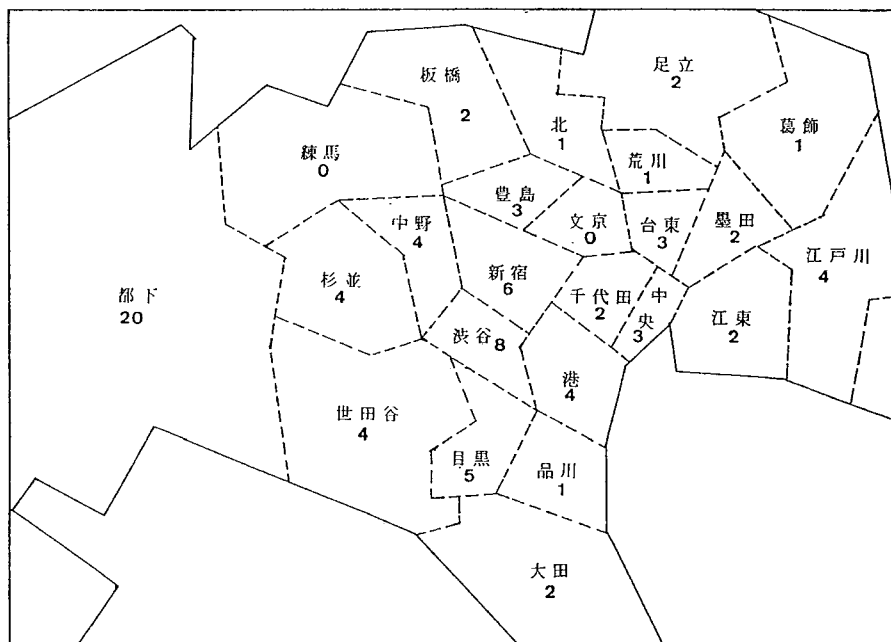 足立
2
板橋
2
北
1
葛飾
1
練馬
0
荒川
1
豊島
3
中野
4
文京
0
台東
3
墨田
2
江戸川
4
新宿
6
杉並
4
千代田
2
中央
3
都下
20
江東
2
渋谷8
港
4
世田谷
4
目黒
5
品川
1
大田
2